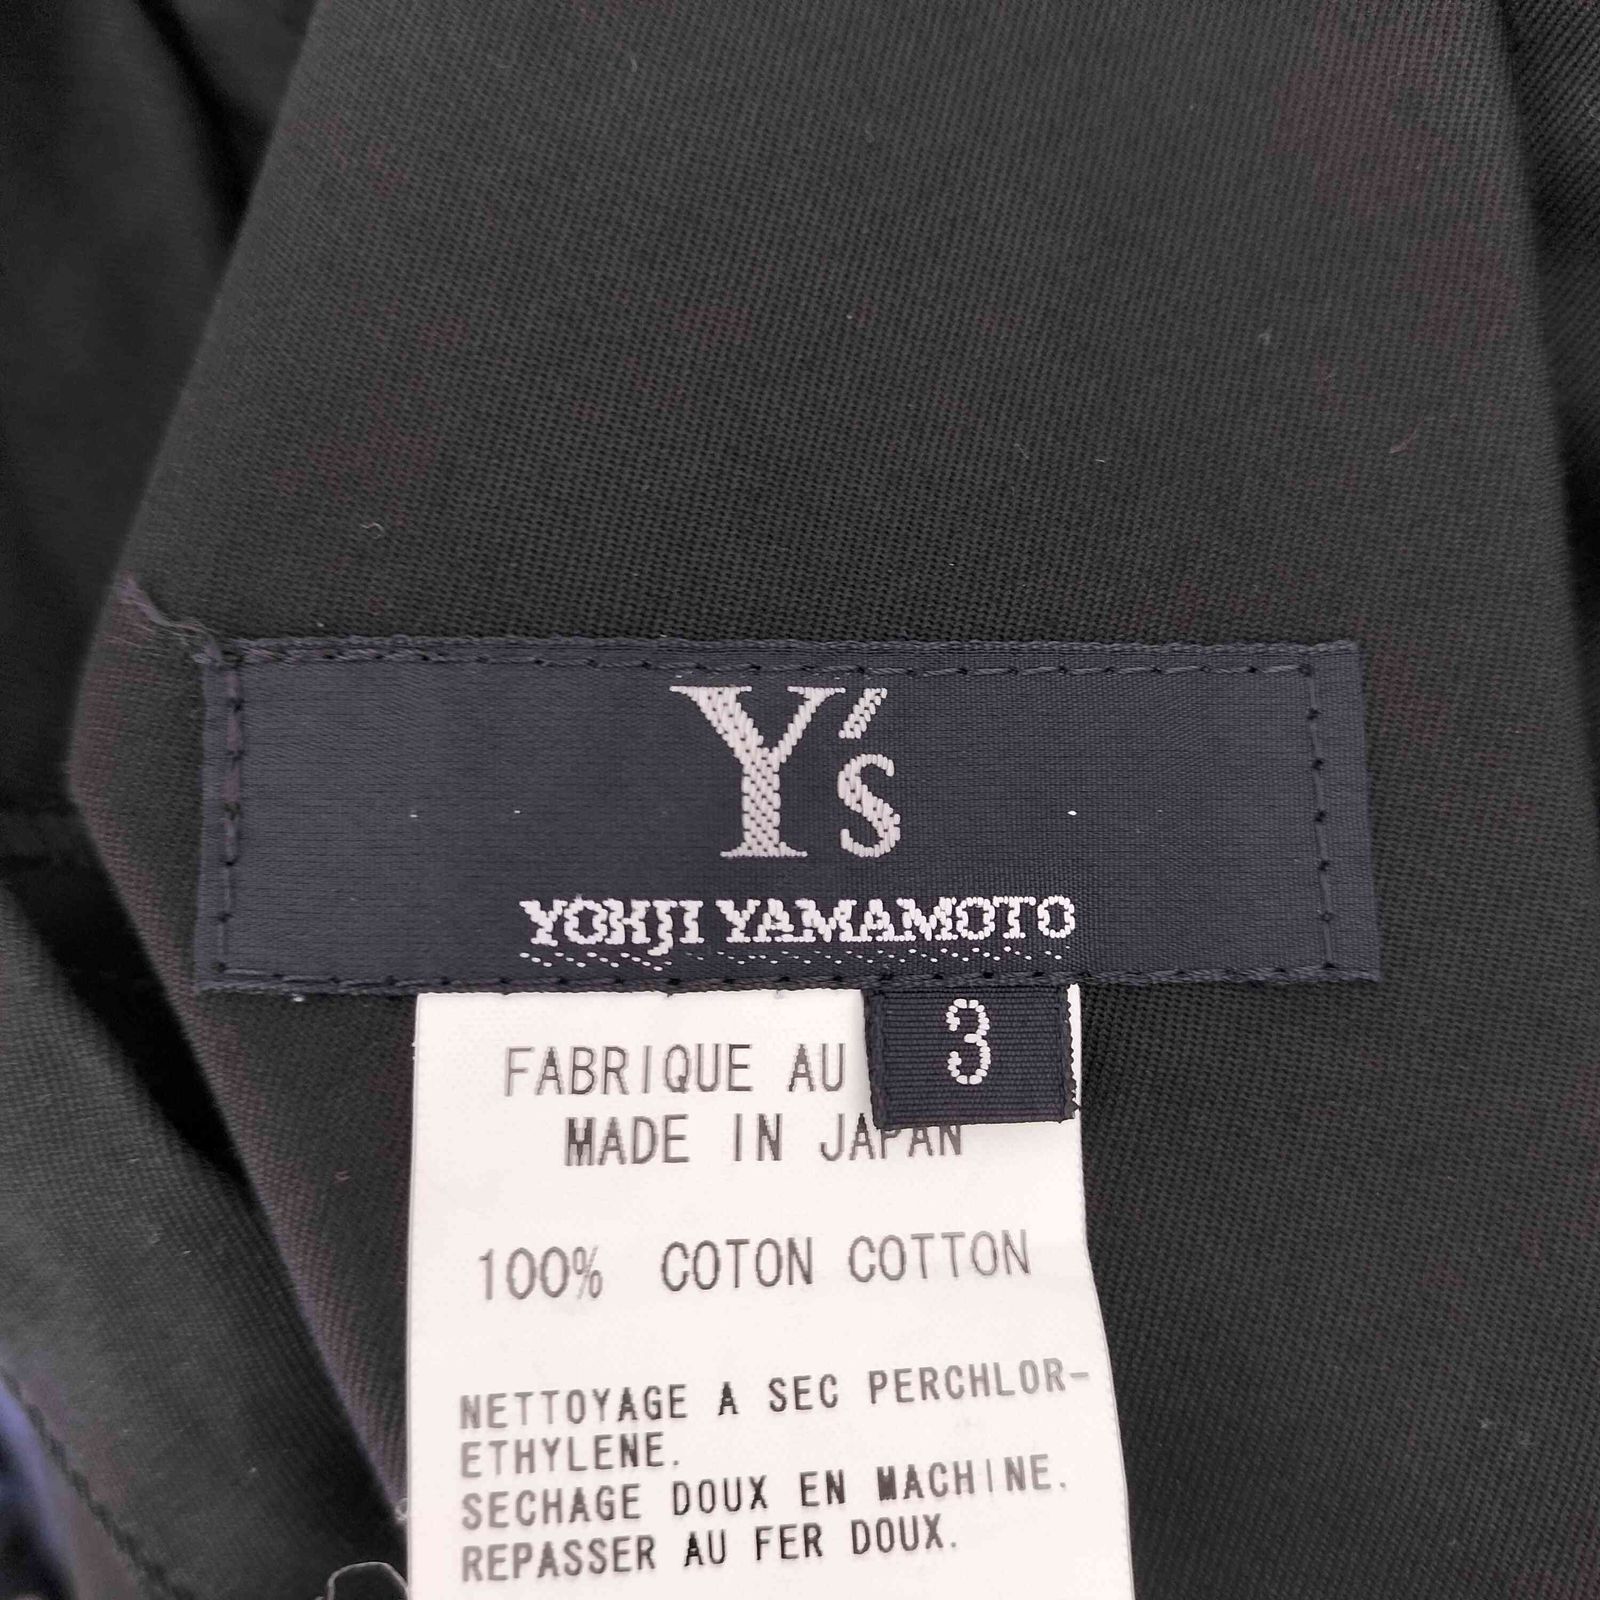 Y's
YOHJI YAMAMOTO
3
FABRIQUE AU
MADE IN JAPAN
100% COTON COTTON
NETTOYAGE A SEC PERCHLOR-
ETHYLENE.
SECHAGE DOUX EN MACHINE.
REPASSER AU FER DOUX.